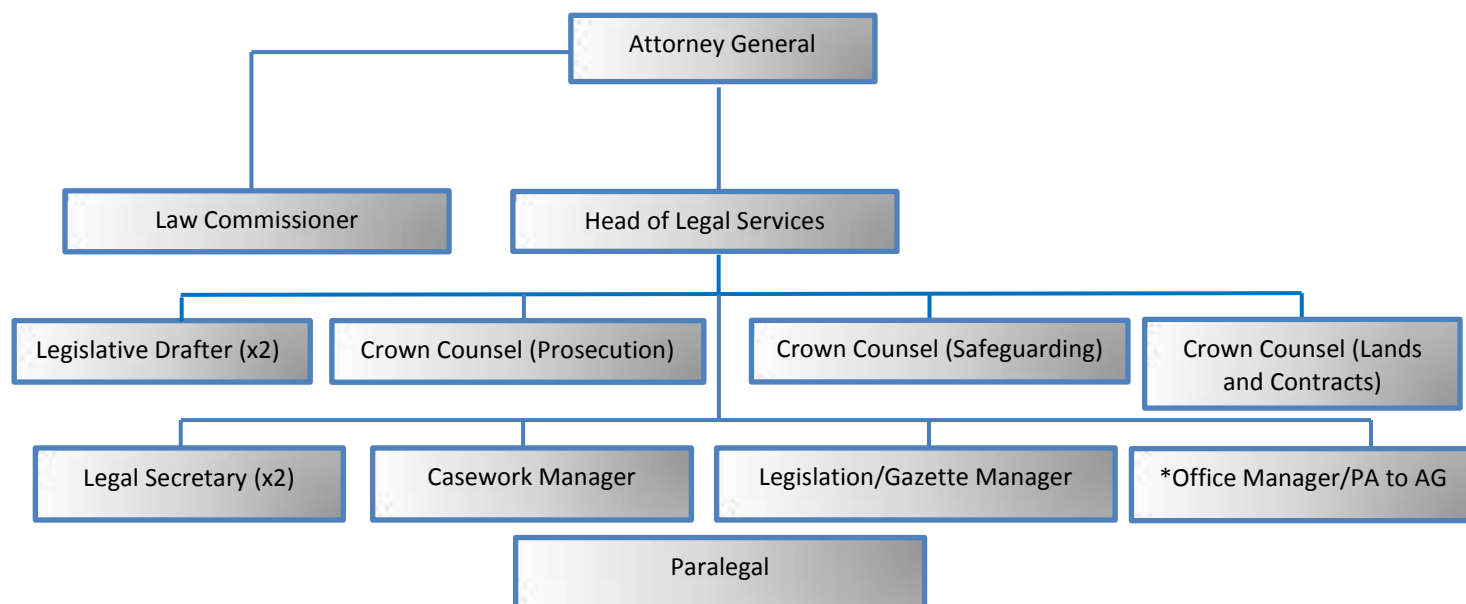 Attorney General
Law Commissioner
Head of Legal Services
Legislative Drafter (x2)
Crown Counsel (Prosecution)
Crown Counsel (Safeguarding)
Crown Counsel (Lands
and Contracts)
Legal Secretary (x2)
Casework Manager
Legislation/Gazette Manager
*Office Manager/PA to AG
Paralegal